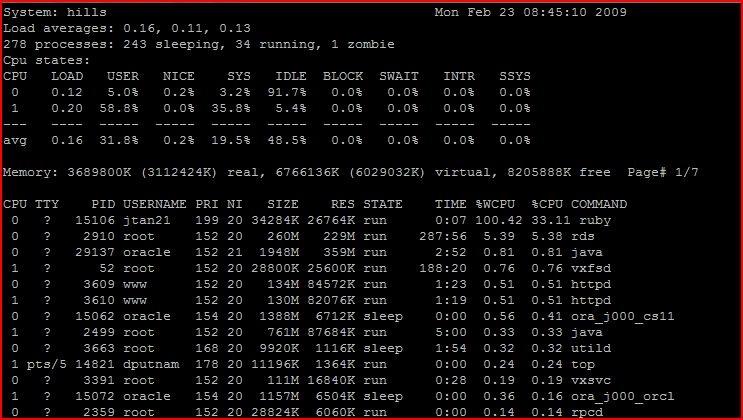 System: hills Mon Feb 23 08:45:10 2009
Load averages: 0.16, 0.11, 0.13
278 processes: 243 sleeping, 34 running, 1 zombie
Cpu states:
CPU LOAD USER NICE SYS IDLE BLOCK SWAIT INTR SSYS
0 0.12 5.0% 0.2% 3.2% 91.7% 0.0% 0.0% 0.0% 0.0%
1 0.20 58.8% 0.0% 35.8% 5.4% 0.0% 0.0% 0.0% 0.0%
--- ---- ----- ----- ----- ----- ----- ----- ----- -----
avg 0.16 31.8% 0.2% 19.5% 48.5% 0.0% 0.0% 0.0% 0.0%
Memory: 3689800K (3112424K) real, 6766136K (6029032K) virtual, 8205888K free Page# 1/7
CPU TTY PID USERNAME PRI NI SIZE RES STATE TIME %WCPU %CPU COMMAND
0 ? 15106 jtan21 199 20 34284K 26764K run 0:07 100.42 33.11 ruby
0 ? 2910 root 152 20 260M 229M run 287:56 5.39 5.38 rds
0 ? 29137 oracle 152 21 1948M 359M run 2:52 0.81 0.81 java
1 ? 52 root 152 20 28800K 25600K run 188:20 0.76 0.76 vxfsd
0 ? 3609 www 152 20 134M 84572K run 1:23 0.51 0.51 httpd
1 ? 3610 www 152 20 130M 82076K run 1:19 0.51 0.51 httpd
0 ? 15062 oracle 154 20 1388M 6712K sleep 0:00 0.56 0.41 ora_j000_cs11
1 ? 2499 root 152 20 761M 87684K run 5:00 0.33 0.33 java
0 ? 3663 root 168 20 9920K 1116K sleep 1:54 0.32 0.32 utild
1 pts/5 14821 dputnam 178 20 11196K 1364K run 0:00 0.24 0.24 top
0 ? 3391 root 152 20 111M 16840K run 0:28 0.19 0.19 vxsvc
1 ? 15072 oracle 154 20 1157M 6504K sleep 0:00 0.36 0.16 ora_j000_orcl
0 ? 2359 root 152 20 28824K 6060K run 0:00 0.14 0.14 rpcd